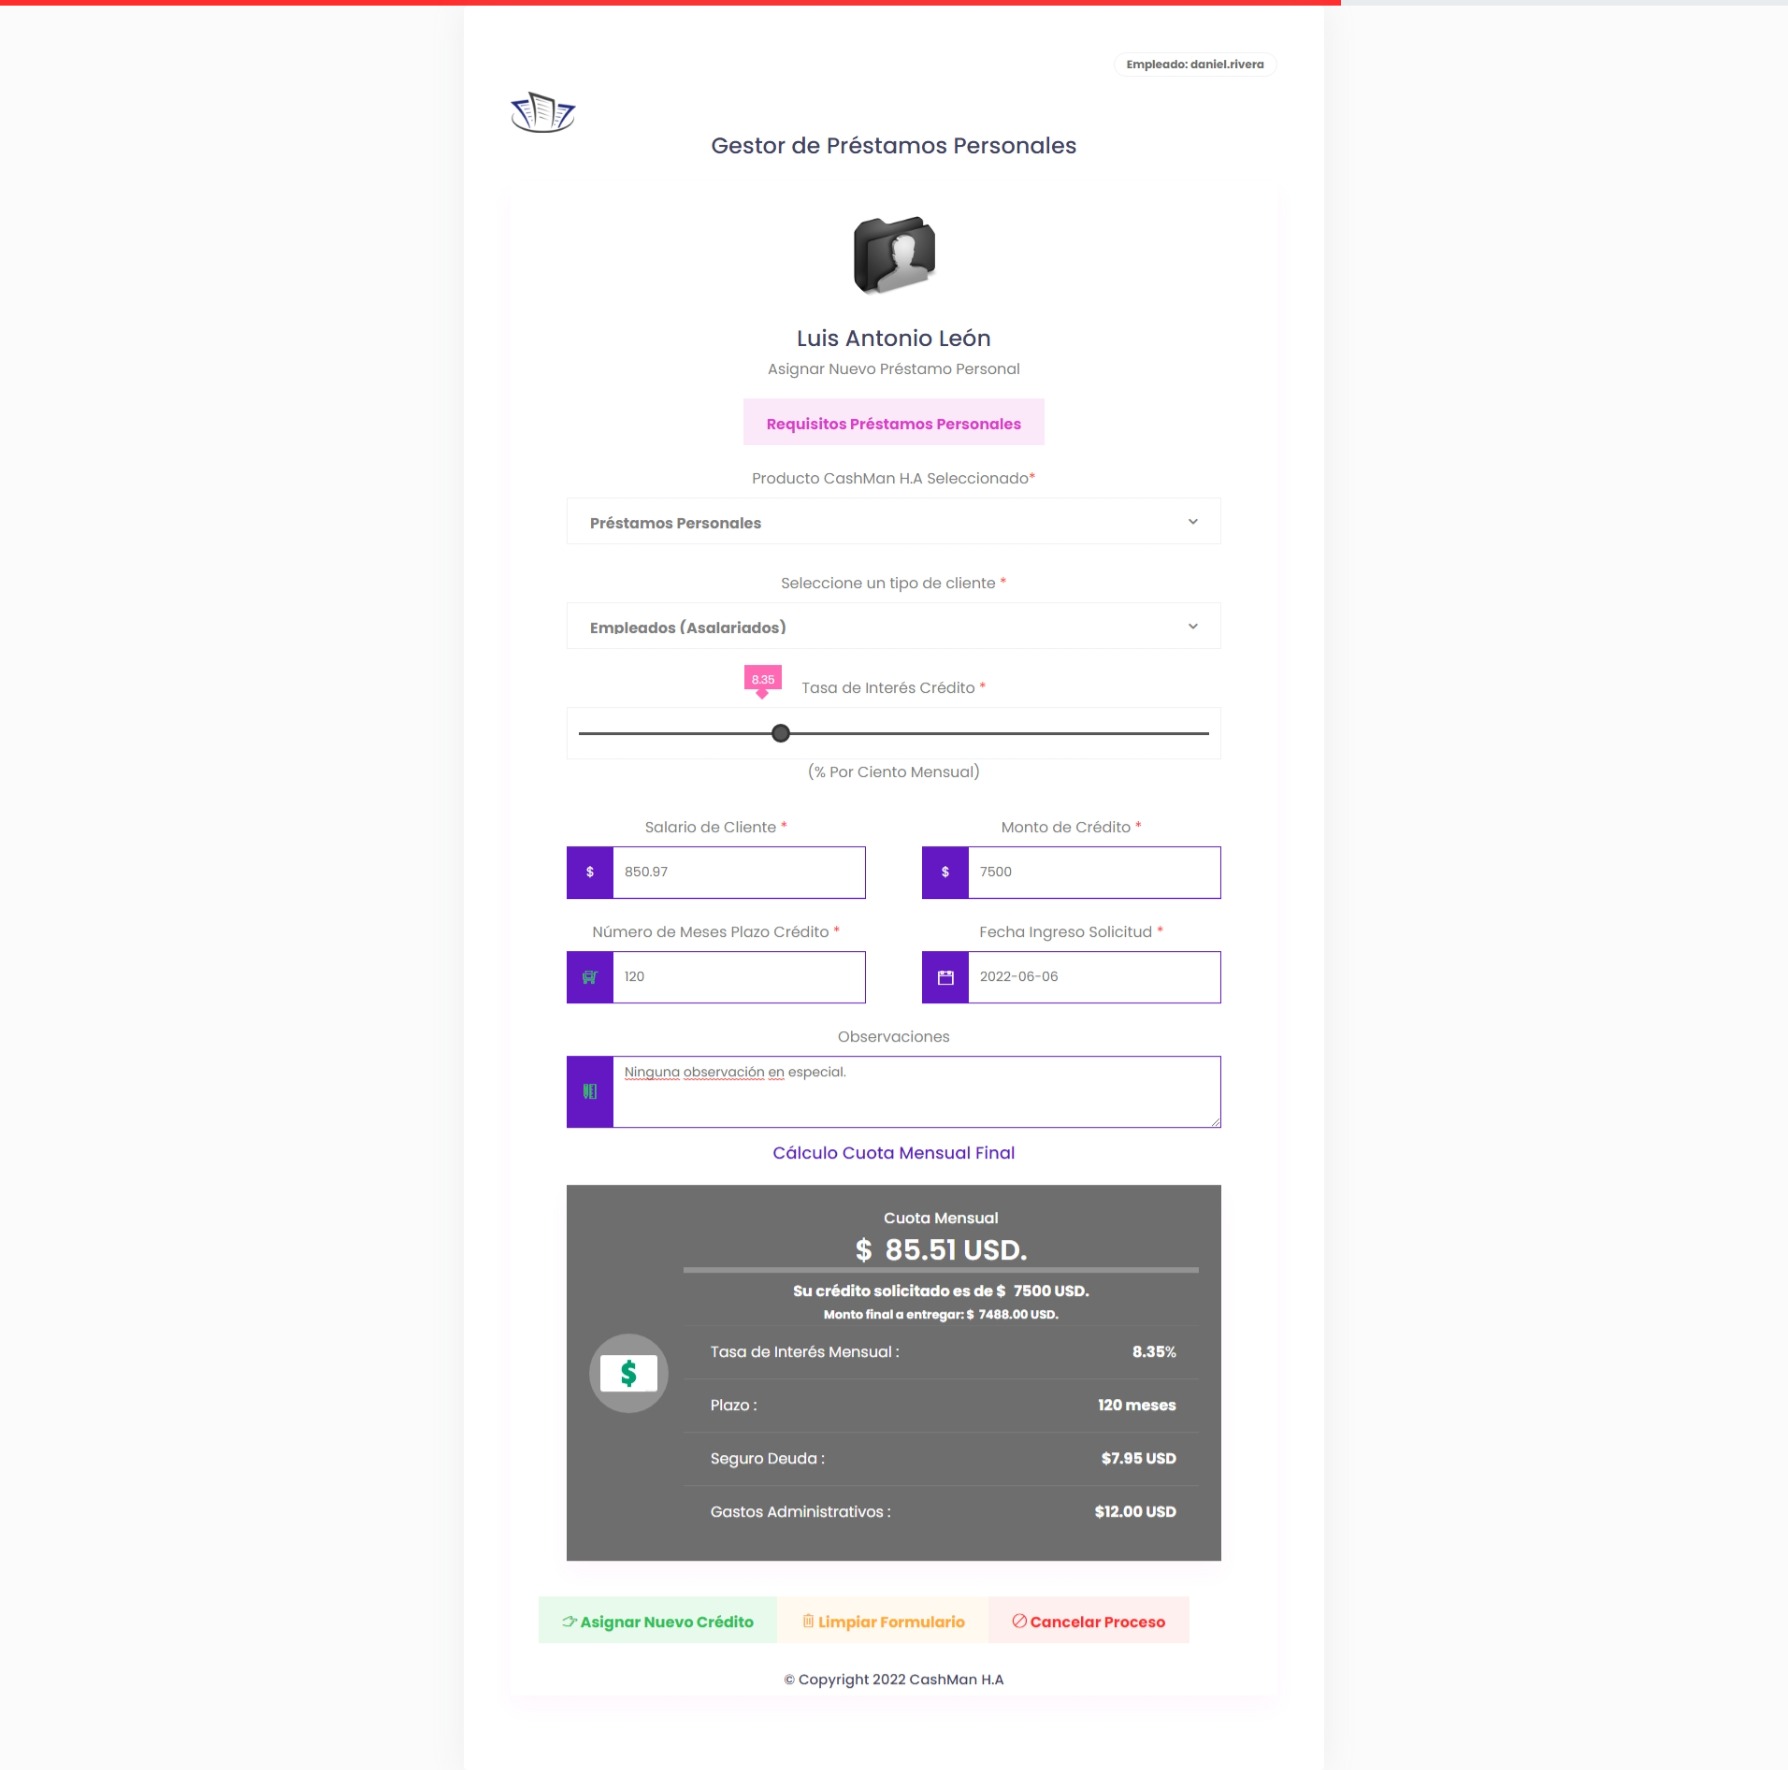 Empleado: daniel.rivera
Gestor de Préstamos Personales
Luis Antonio León
Asignar Nuevo Préstamo Personal
Requisitos Préstamos Personales
Producto CashMan H.A Seleccionado*
Préstamos Personales
Seleccione un tipo de cliente *
Empleados (Asalariados)
8.35
Tasa de Interés Crédito *
(% Por Ciento Mensual)
Salario de Cliente *
Monto de Crédito *
$ 850.97
$ 7500
Número de Meses Plazo Crédito *
Fecha Ingreso Solicitud *
120
2022-06-06
Observaciones
Ninguna observación en especial.
Cálculo Cuota Mensual Final
Cuota Mensual
$ 85.51 USD.
Su crédito solicitado es de $ 7500 USD.
Monto final a entregar: $ 7488.00 USD.
$
Tasa de Interés Mensual : 8.35%
Plazo : 120 meses
Seguro Deuda : $7.95 USD
Gastos Administrativos : $12.00 USD
Asignar Nuevo Crédito
Limpiar Formulario
Cancelar Proceso
© Copyright 2022 CashMan H.A